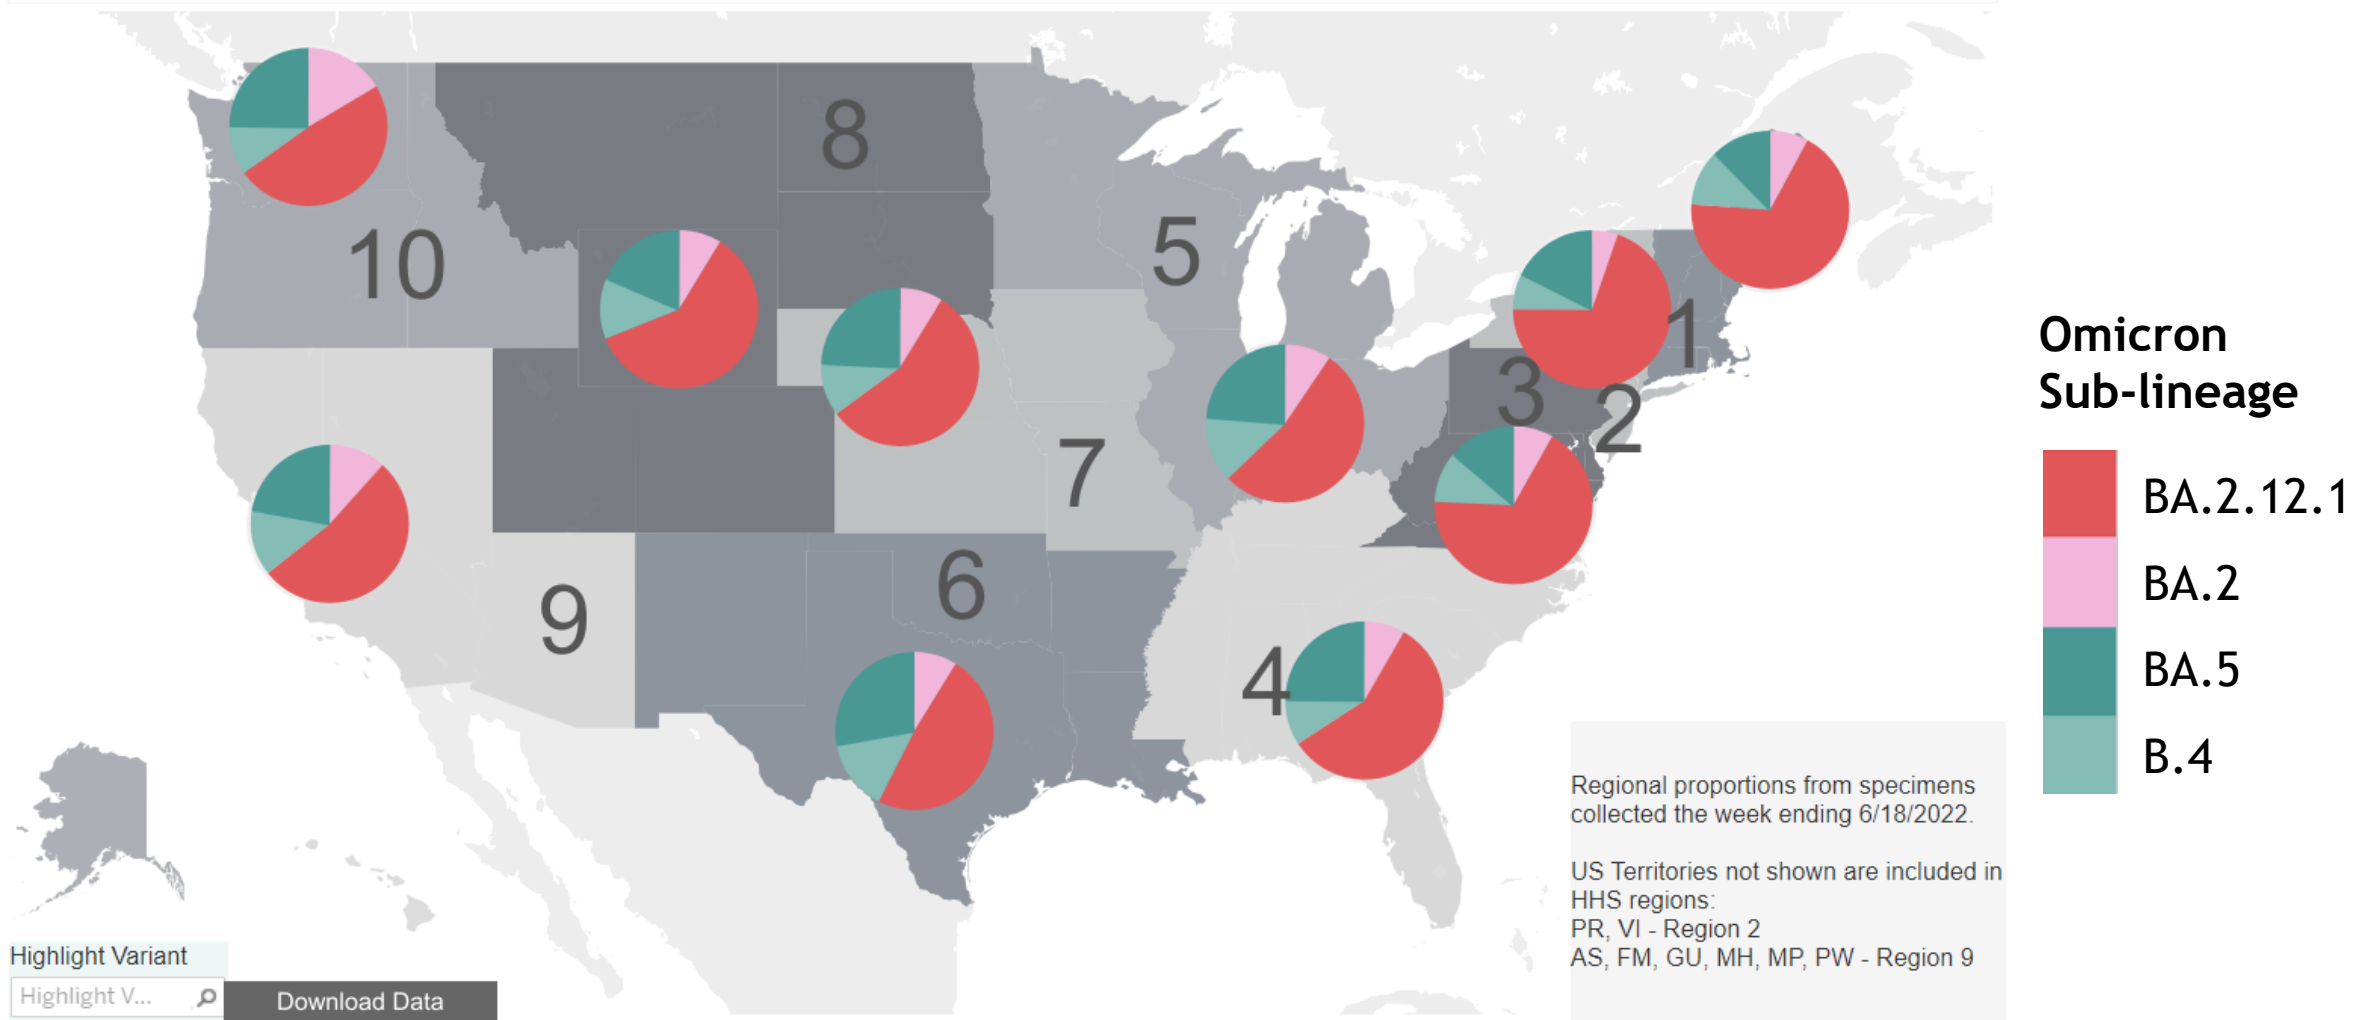 8
10
5
1
3
2
7
6
9
4
Omicron
Sub-lineage
BA.2.12.1
BA.2
BA.5
B.4
Regional proportions from specimens
collected the week ending 6/18/2022.
US Territories not shown are included in
HHS regions:
PR, VI - Region 2
AS, FM, GU, MH, MP, PW - Region 9
Highlight Variant
Highlight V...
Download Data